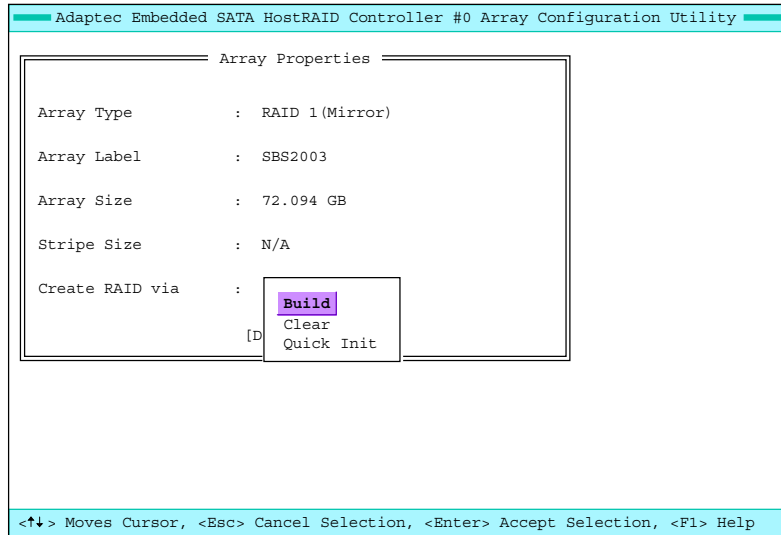 Adaptec Embedded SATA HostRAID Controller #0 Array Configuration Utility
Array Properties
Array Type : RAID 1(Mirror)
Array Label : SBS2003
Array Size : 72.094 GB
Stripe Size : N/A
Create RAID via :
Build
Clear
[D
Quick Init
<↑↓> Moves Cursor, <Esc> Cancel Selection, <Enter> Accept Selection, <F1> Help